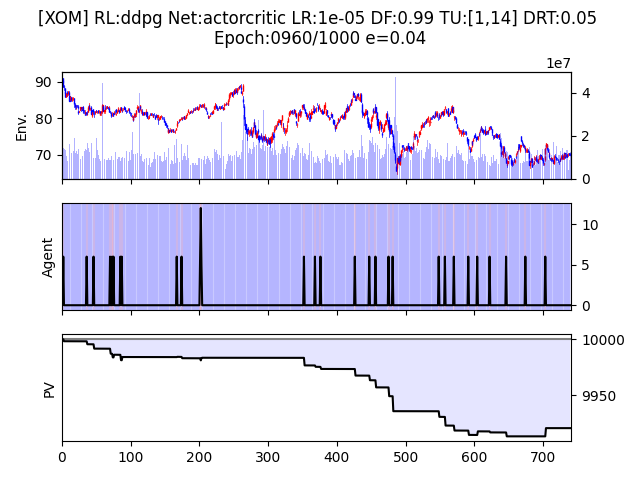 [XOM] RL:ddpg Net:actorcritic LR:1e-05 DF:0.99 TU:[1,14] DRT:0.05
Epoch:0960/1000 e=0.04
1e7
90
80
70
Env.
4
2
0
Agent
10
5
0
PV
10000
9950
0 100 200 300 400 500 600 700